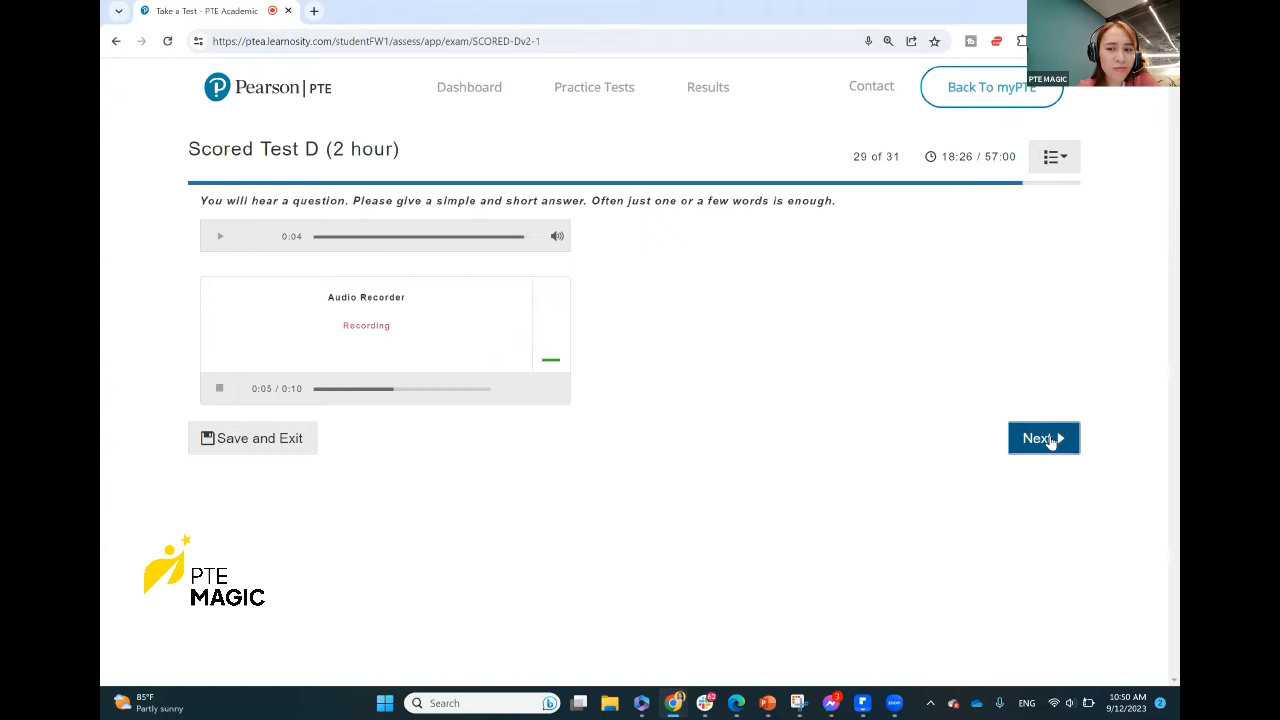 Take a Test - PTE Academic
https://ptea.learnosity.com/studentFW1/assess/app/exam/SCORED-Dv2-1
PTE MAGIC
Pearson | PTE
Dashboard
Practice Tests
Results
Contact
Back To myPTE
Scored Test D (2 hour)
29 of 31
18:26 / 57:00
You will hear a question. Please give a simple and short answer. Often just one or a few words is enough.
0:04
Audio Recorder
Recording
0:05 / 0:10
Save and Exit
Next
PTE
MAGIC
85°F
Partly sunny
Search
62
3
ENG
10:50 AM
9/12/2023
2